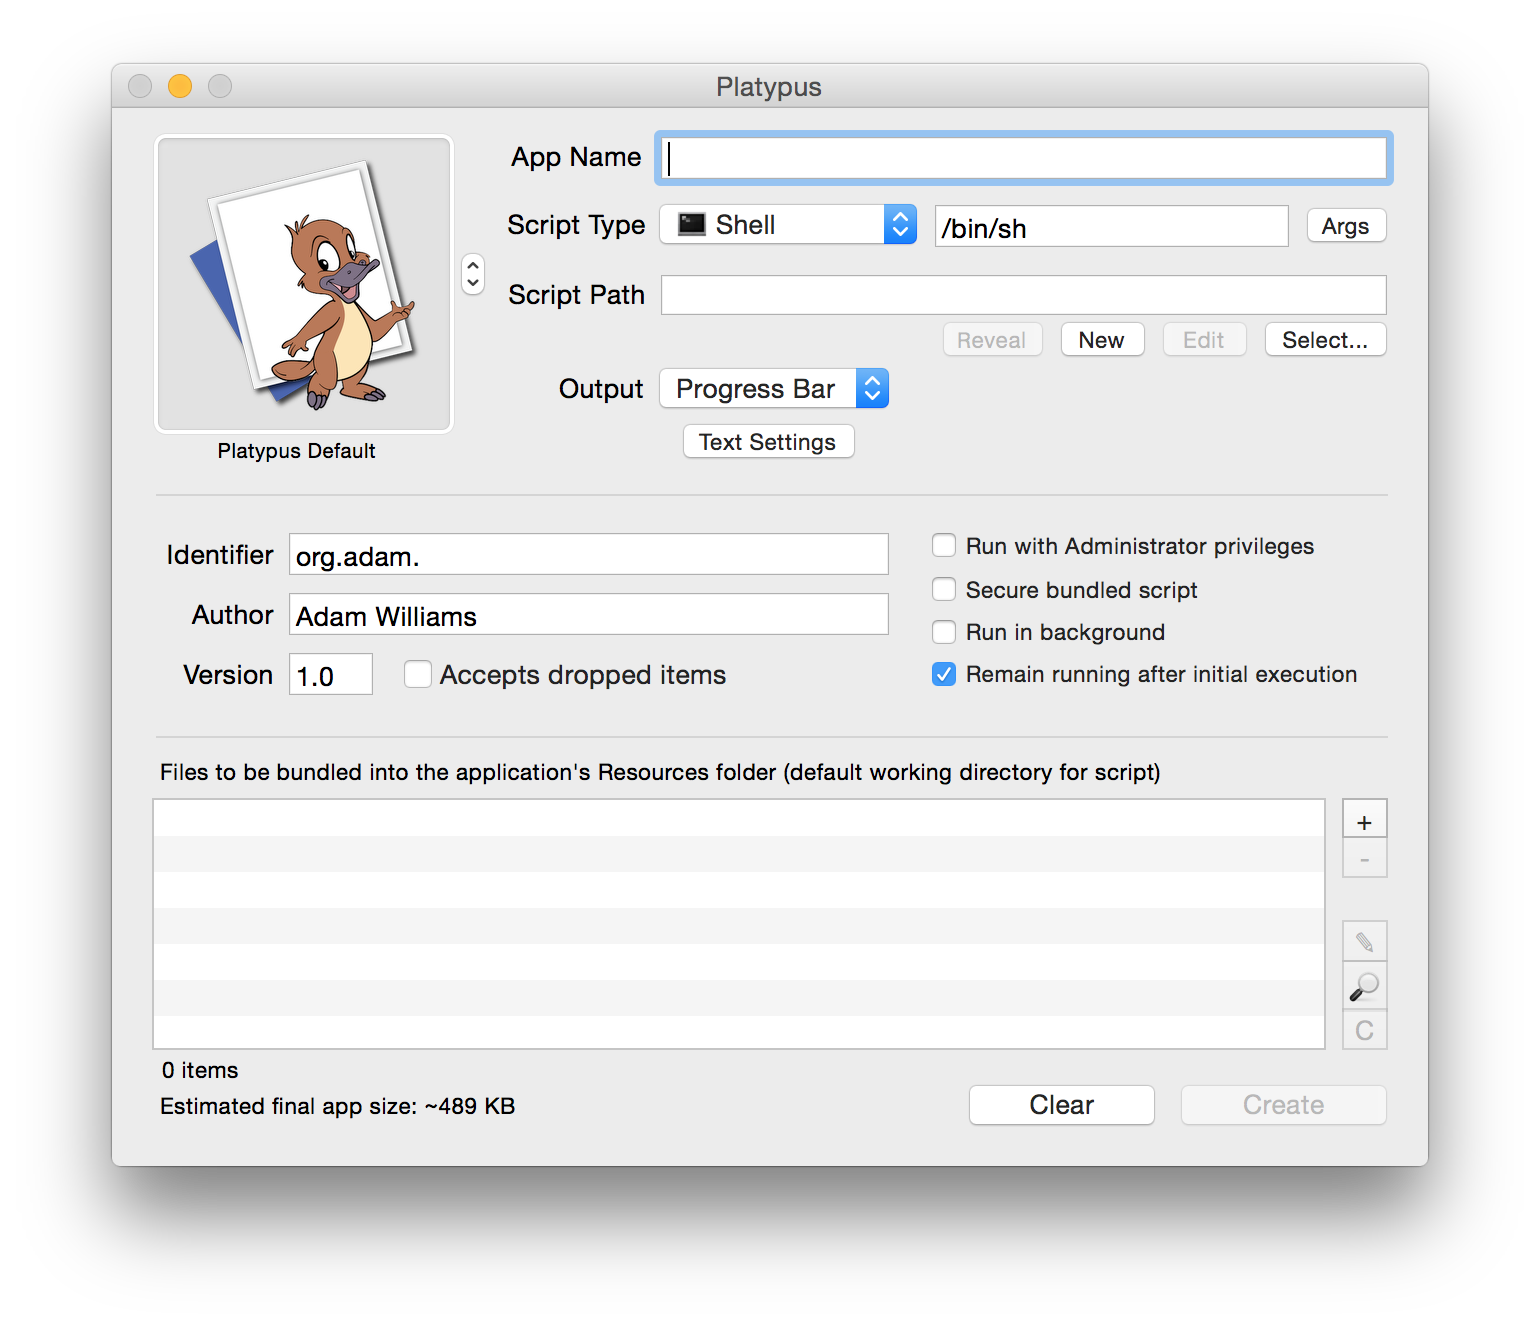 Platypus
App Name
Script Type Shell /bin/sh Args
Script Path
Reveal New Edit Select...
Output Progress Bar
Text Settings
Platypus Default
Identifier org.adam.
Author Adam Williams
Version 1.0 Accepts dropped items
Run with Administrator privileges
Secure bundled script
Run in background
Remain running after initial execution
Files to be bundled into the application's Resources folder (default working directory for script)
+
-
C
0 items
Estimated final app size: ~489 KB
Clear Create